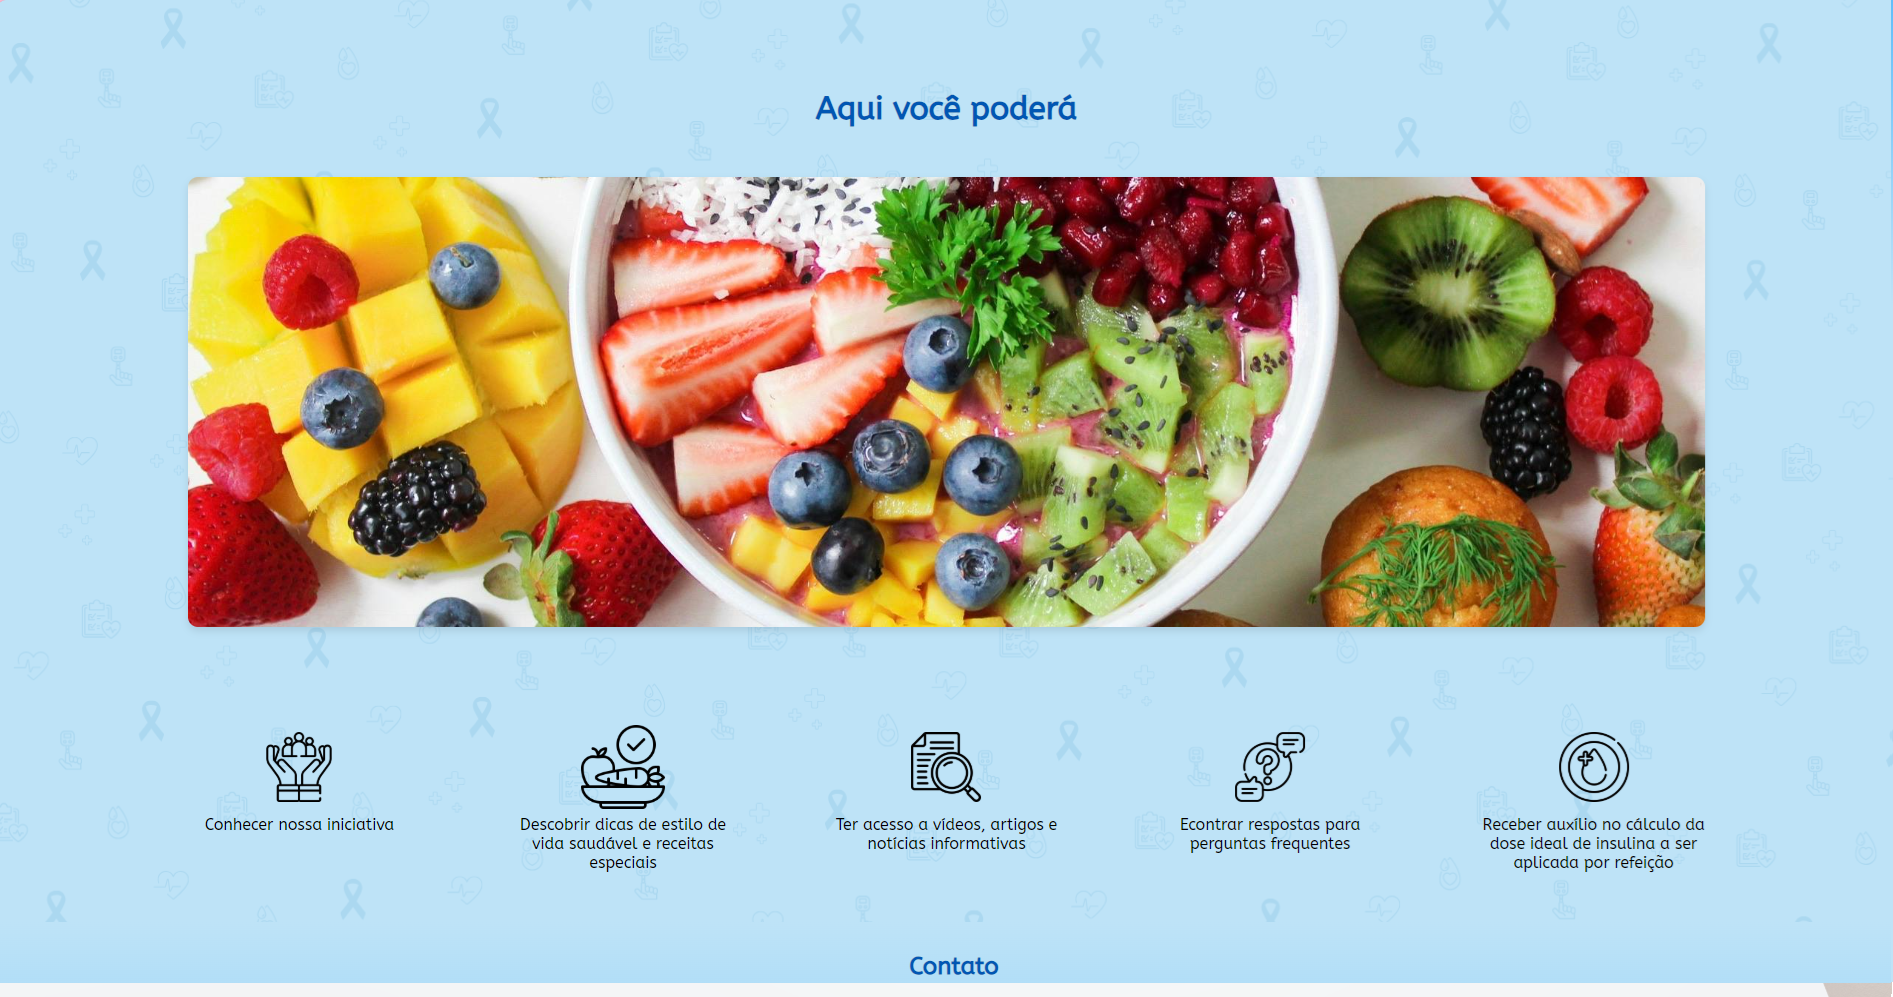 Aqui você poderá
Conhecer nossa iniciativa
Descobrir dicas de estilo de
vida saudável e receitas
especiais
Ter acesso a vídeos, artigos e
notícias informativas
Econtrar respostas para
perguntas frequentes
Receber auxílio no cálculo da
dose ideal de insulina a ser
aplicada por refeição
Contato